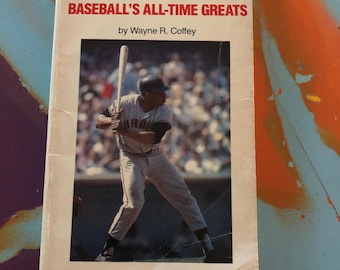 BASEBALL'S ALL-TIME GREATS
by Wayne R. Coffey